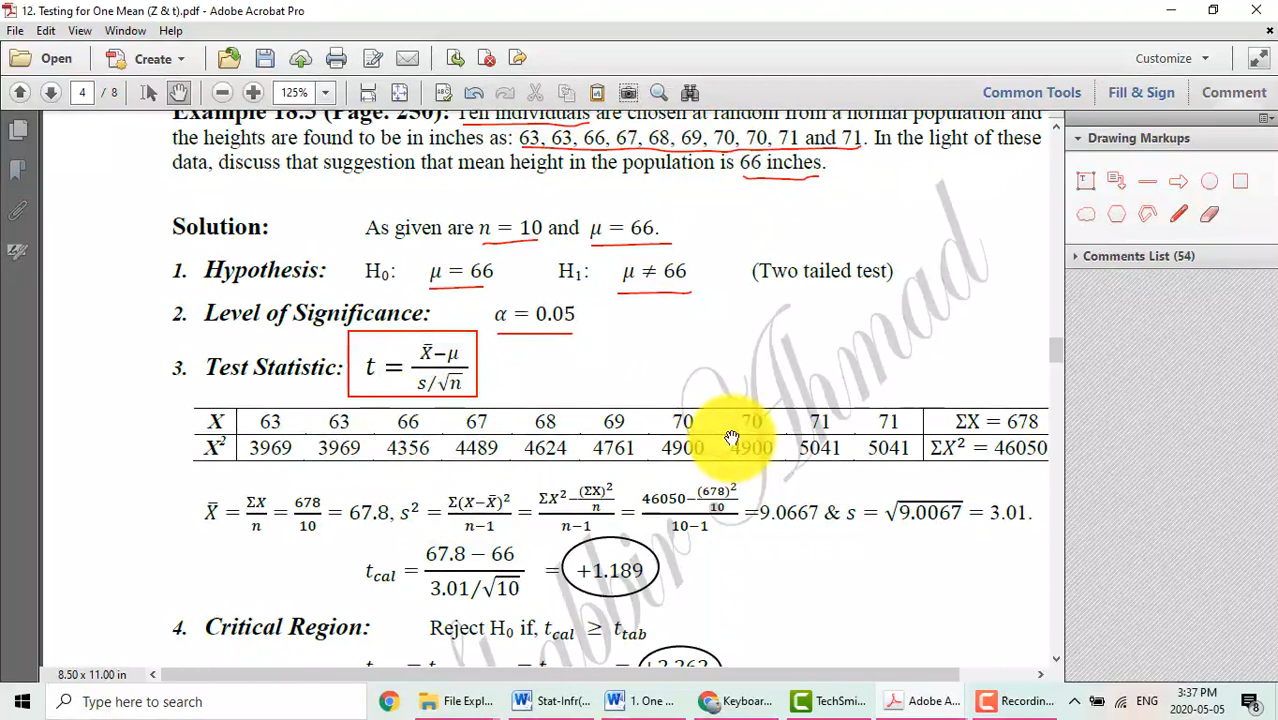 12. Testing for One Mean (Z & t).pdf - Adobe Acrobat Pro
File Edit View Window Help
Open Create Customize
4 / 8 125% Common Tools Fill & Sign Comment
Example 18.3 (Page: 250): Ten individuals are chosen at random from a normal population and
the heights are found to be in inches as: 63, 63, 66, 67, 68, 69, 70, 70, 71 and 71. In the light of these
data, discuss that suggestion that mean height in the population is 66 inches.
Solution: As given are n = 10 and μ = 66.
1. Hypothesis: H₀: μ = 66 H₁: μ ≠ 66 (Two tailed test)
2. Level of Significance: α = 0.05
3. Test Statistic: t = X̄−μ / s/√n
X 63 63 66 67 68 69 70 70 71 71 ΣX = 678
X² 3969 3969 4356 4489 4624 4761 4900 4900 5041 5041 ΣX² = 46050
X̄ = ΣX/n = 678/10 = 67.8, s² = Σ(X−X̄)²/n−1 = ΣX²−(ΣX)²/n / n−1 = 46050−(678)²/10 / 10−1 =9.0667 & s = √9.0067 = 3.01.
t_cal = 67.8 − 66 / 3.01/√10 = +1.189
4. Critical Region: Reject H₀ if, t_cal ≥ t_tab
Drawing Markups
Comments List (54)
8.50 x 11.00 in
Type here to search
File Expl... Stat-Infr(... 1. One ... Keyboar... TechSmi... Adobe A... Recordin...
ENG
3:37 PM
2020-05-05
8
Ahmad